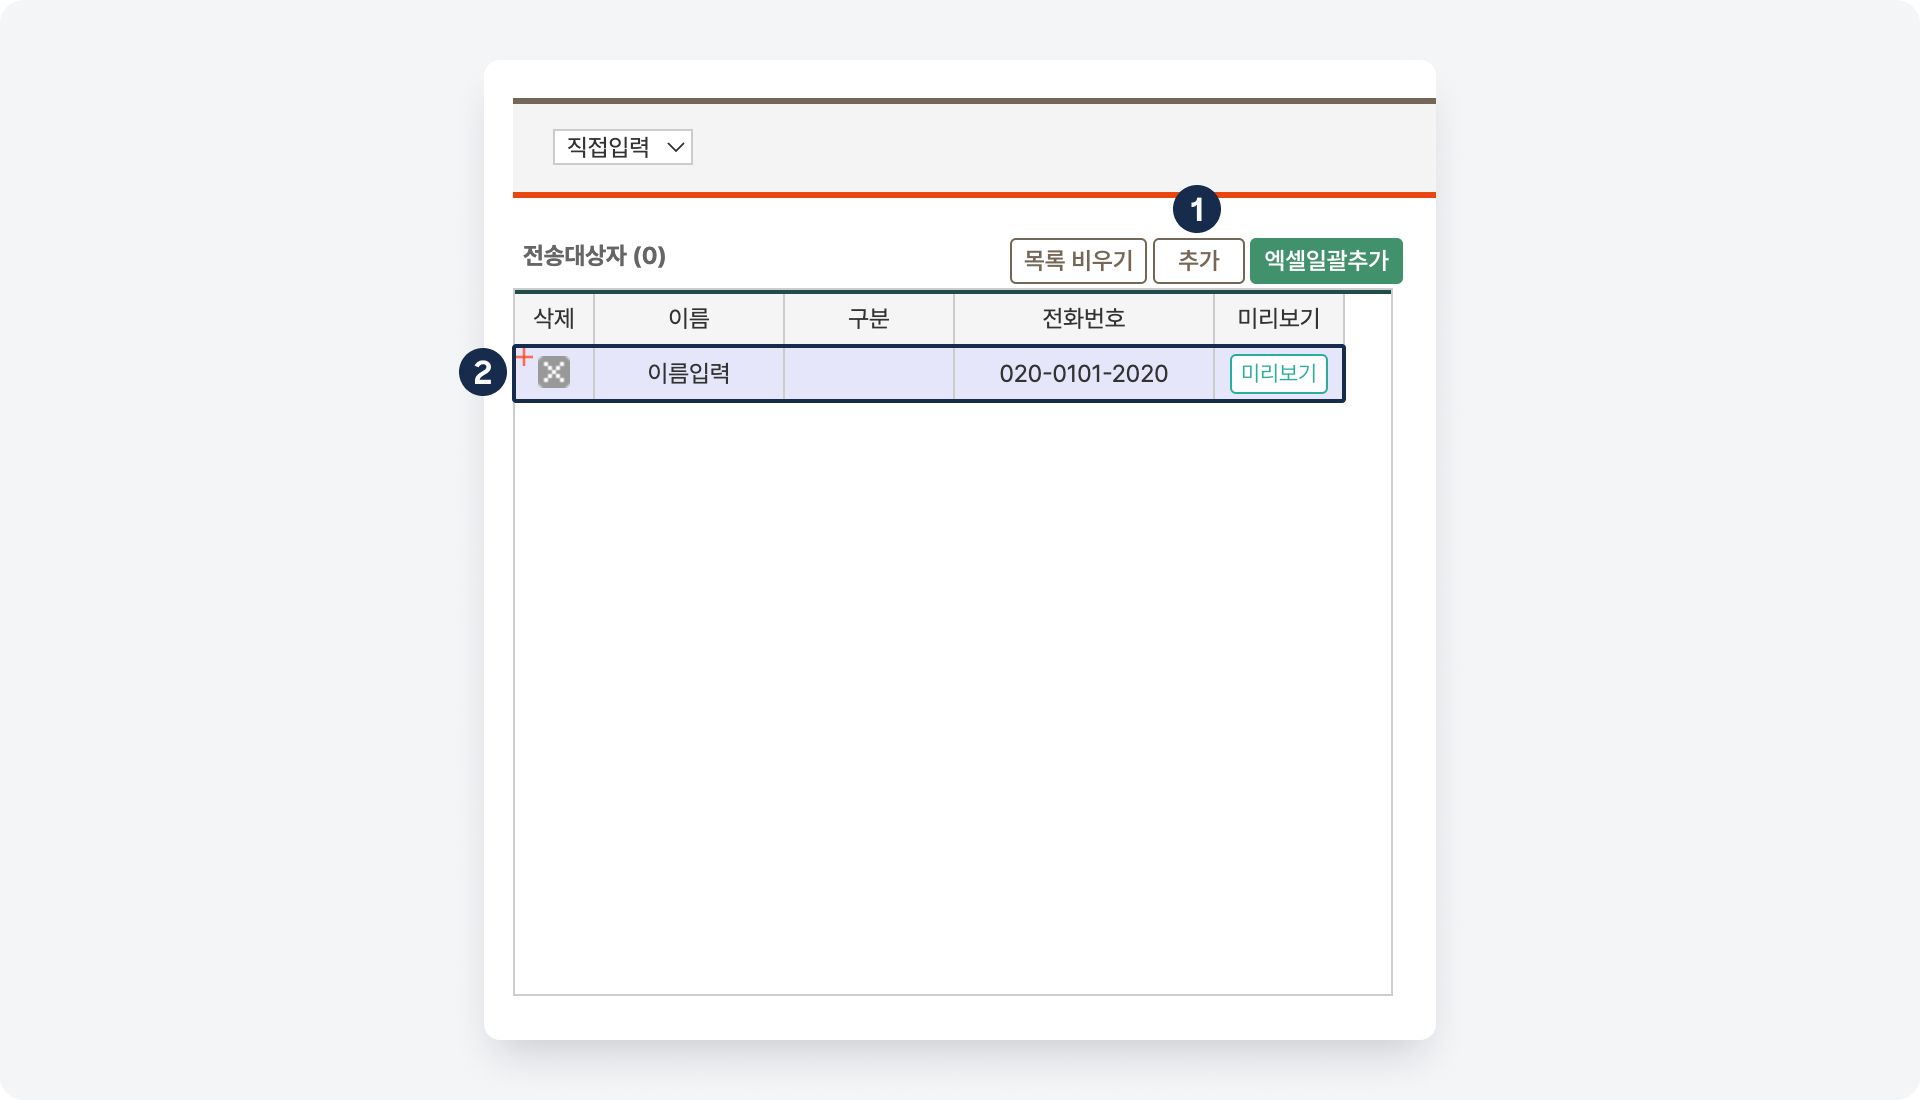 직접입력
1
전송대상자 (0)
목록 비우기 추가 엑셀일괄추가
삭제 이름 구분 전화번호 미리보기
2 이름입력 020-0101-2020 미리보기